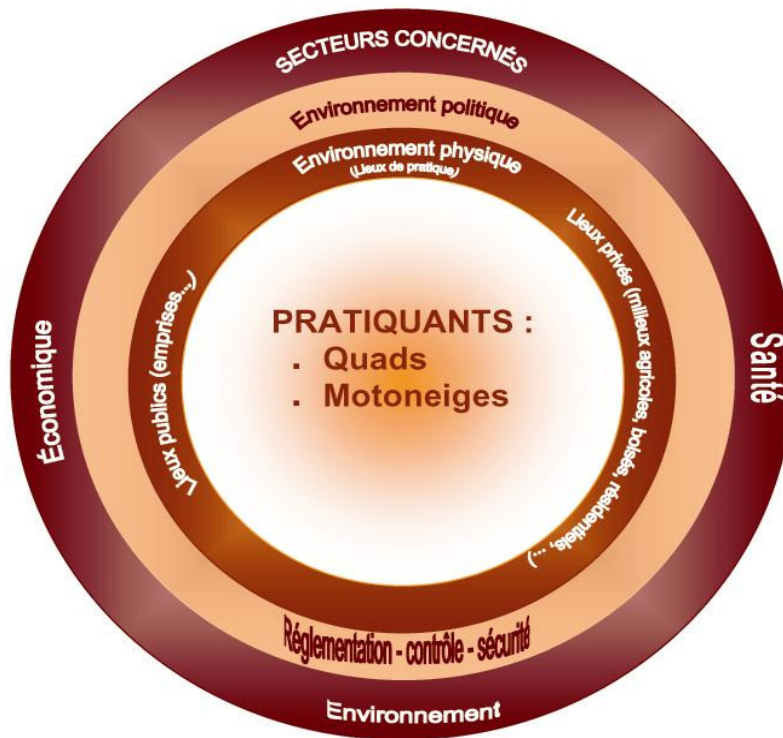 SECTEURS CONCERNÉS
Environnement politique
Environnement physique
(Lieux de pratique)
Lieux privés (milieux agricoles, boisés, résidentiels, ...)
Lieux publics (emprises...)
Économique
Santé
PRATIQUANTS :
. Quads
. Motoneiges
Réglementation - contrôle - sécurité
Environnement